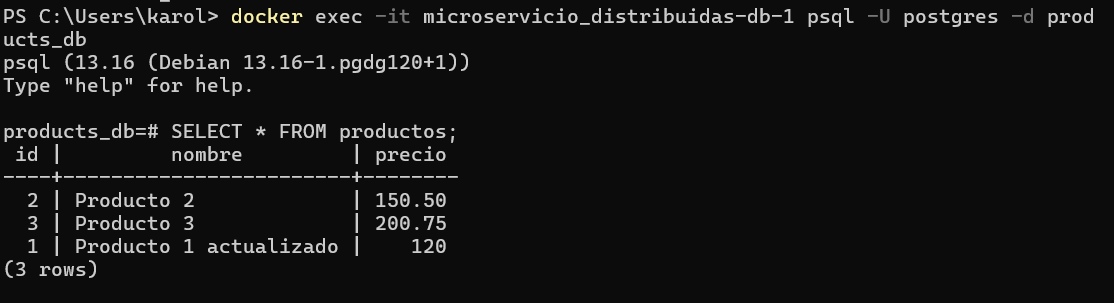 PS C:\Users\karol> docker exec -it microservicio_distribuidas-db-1 psql -U postgres -d prod
ucts_db
psql (13.16 (Debian 13.16-1.pgdg120+1))
Type "help" for help.

products_db=# SELECT * FROM productos;
 id |         nombre         | precio
----+------------------------+--------
  2 | Producto 2             | 150.50
  3 | Producto 3             | 200.75
  1 | Producto 1 actualizado |    120
(3 rows)